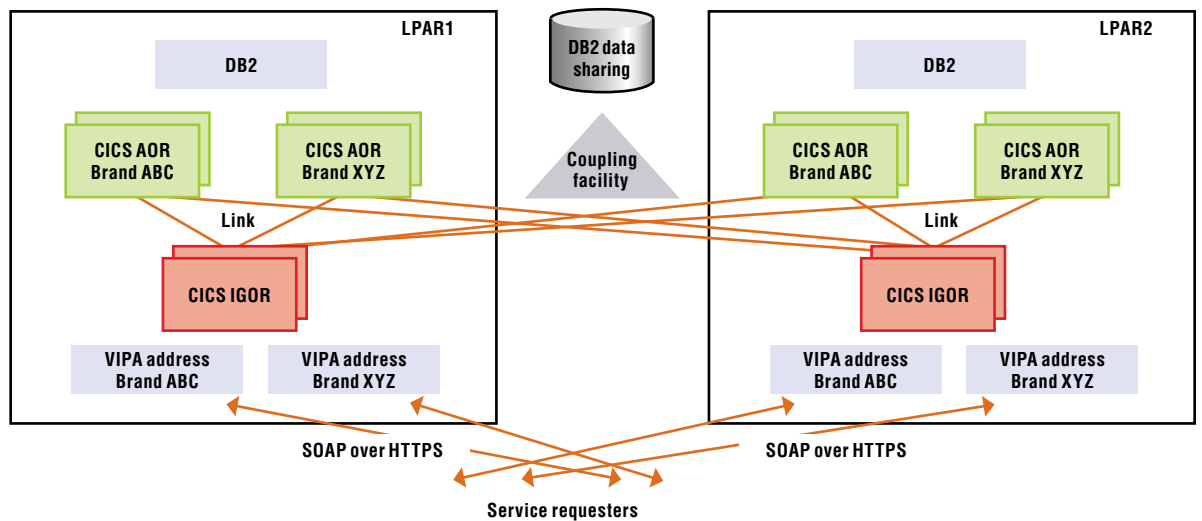 LPAR1
DB2
CICS AOR
Brand ABC
CICS AOR
Brand XYZ
Link
CICS IGOR
VIPA address
Brand ABC
VIPA address
Brand XYZ
DB2 data
sharing
Coupling
facility
LPAR2
DB2
CICS AOR
Brand ABC
CICS AOR
Brand XYZ
Link
CICS IGOR
VIPA address
Brand ABC
VIPA address
Brand XYZ
SOAP over HTTPS
SOAP over HTTPS
Service requesters